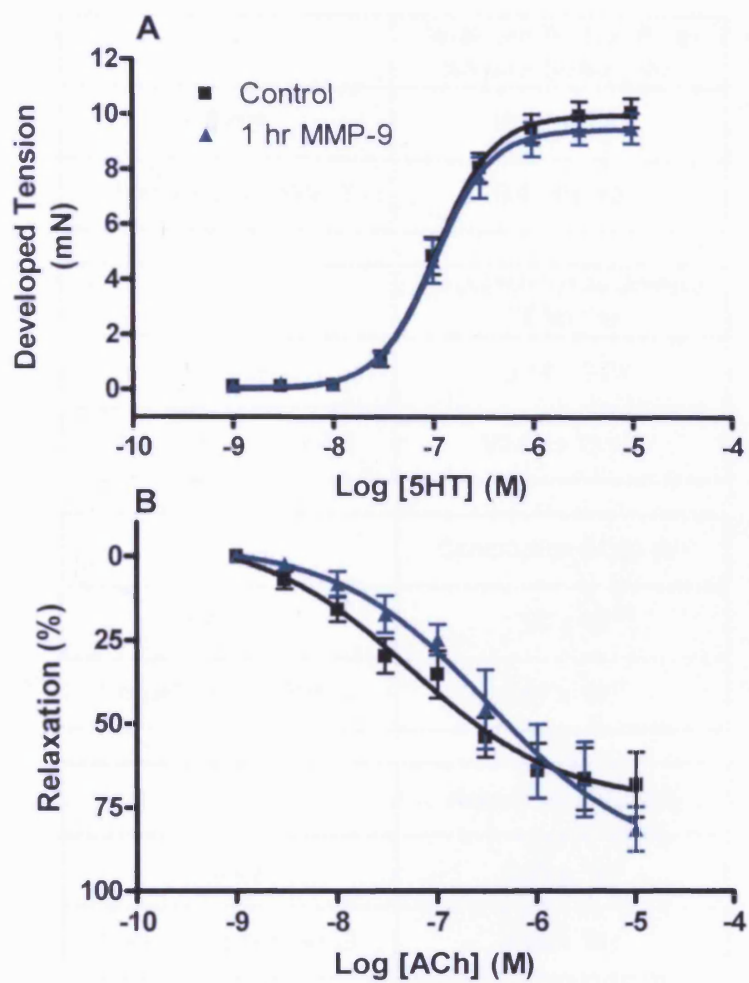 A
12
10
8
6
4
2
0
Developed Tension
(mN)
Control
1 hr MMP-9
-10 -9 -8 -7 -6 -5 -4
Log [5HT] (M)
B
0
25
50
75
100
Relaxation (%)
-10 -9 -8 -7 -6 -5 -4
Log [ACh] (M)